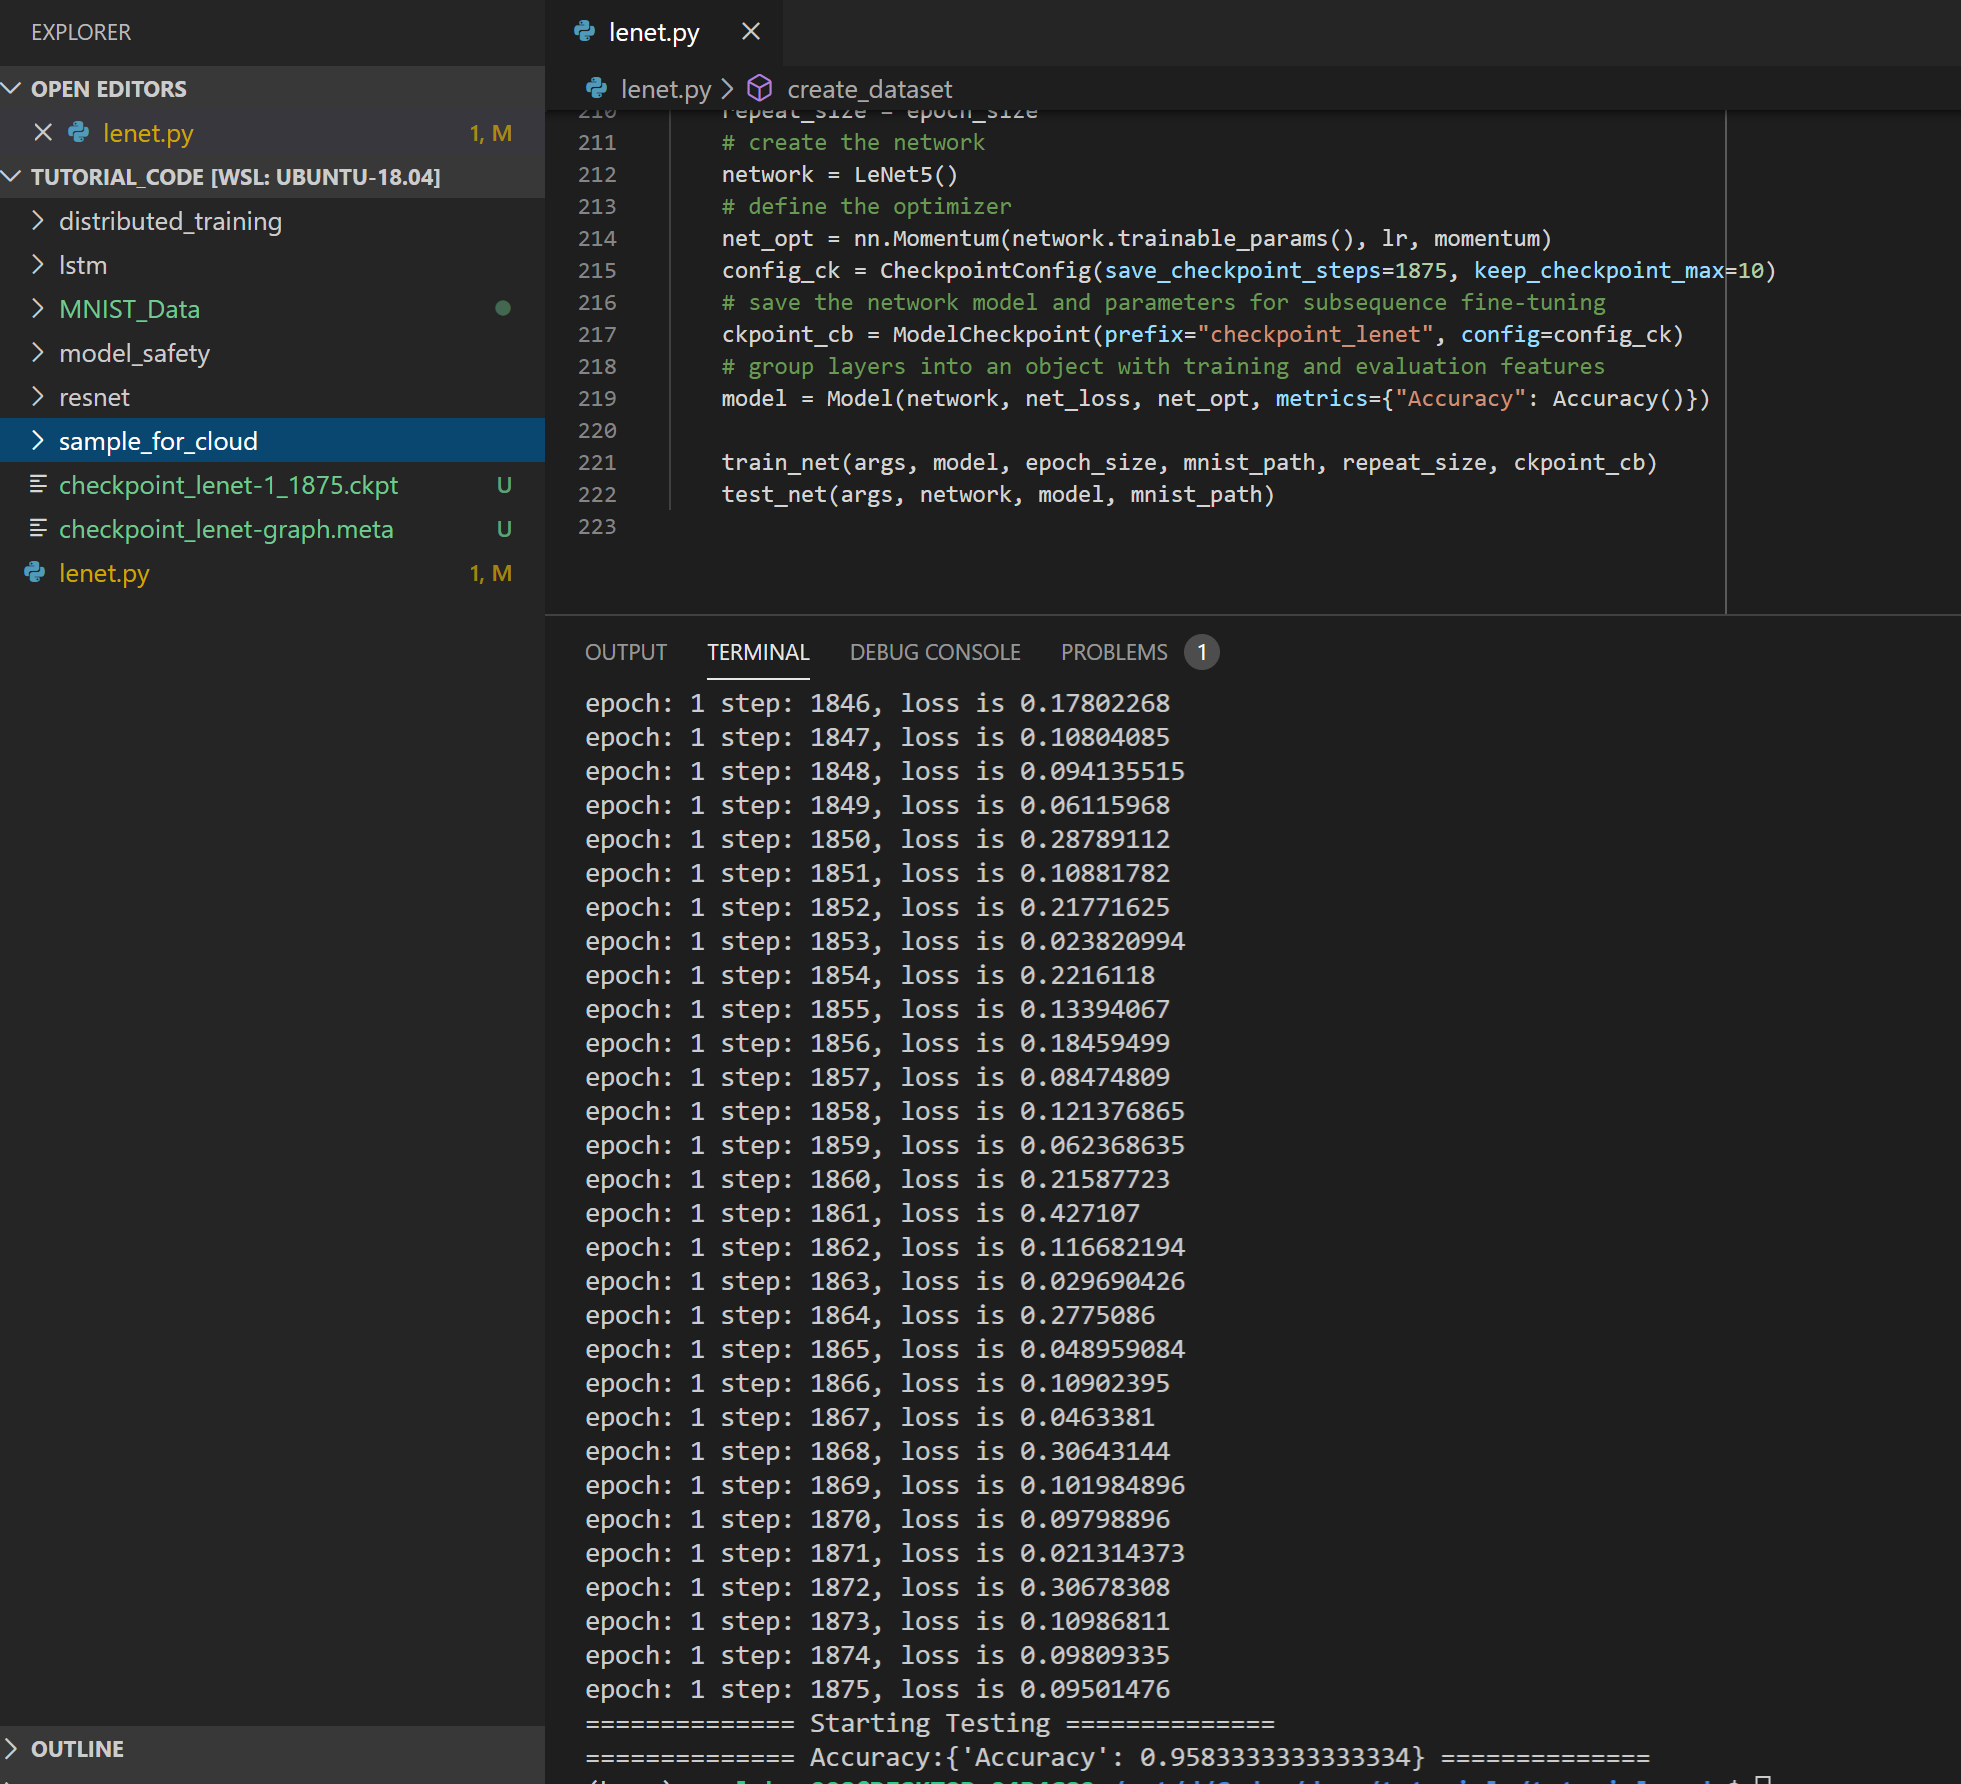 EXPLORER
OPEN EDITORS
lenet.py 1, M
TUTORIAL_CODE [WSL: UBUNTU-18.04]
distributed_training
lstm
MNIST_Data
model_safety
resnet
sample_for_cloud
checkpoint_lenet-1_1875.ckpt U
checkpoint_lenet-graph.meta U
lenet.py 1, M
OUTLINE
lenet.py
lenet.py > create_dataset
210 repeat_size = epoch_size
211 # create the network
212 network = LeNet5()
213 # define the optimizer
214 net_opt = nn.Momentum(network.trainable_params(), lr, momentum)
215 config_ck = CheckpointConfig(save_checkpoint_steps=1875, keep_checkpoint_max=10)
216 # save the network model and parameters for subsequence fine-tuning
217 ckpoint_cb = ModelCheckpoint(prefix="checkpoint_lenet", config=config_ck)
218 # group layers into an object with training and evaluation features
219 model = Model(network, net_loss, net_opt, metrics={"Accuracy": Accuracy()})
220
221 train_net(args, model, epoch_size, mnist_path, repeat_size, ckpoint_cb)
222 test_net(args, network, model, mnist_path)
223
OUTPUT TERMINAL DEBUG CONSOLE PROBLEMS 1
epoch: 1 step: 1846, loss is 0.17802268
epoch: 1 step: 1847, loss is 0.10804085
epoch: 1 step: 1848, loss is 0.094135515
epoch: 1 step: 1849, loss is 0.06115968
epoch: 1 step: 1850, loss is 0.28789112
epoch: 1 step: 1851, loss is 0.10881782
epoch: 1 step: 1852, loss is 0.21771625
epoch: 1 step: 1853, loss is 0.023820994
epoch: 1 step: 1854, loss is 0.2216118
epoch: 1 step: 1855, loss is 0.13394067
epoch: 1 step: 1856, loss is 0.18459499
epoch: 1 step: 1857, loss is 0.08474809
epoch: 1 step: 1858, loss is 0.121376865
epoch: 1 step: 1859, loss is 0.062368635
epoch: 1 step: 1860, loss is 0.21587723
epoch: 1 step: 1861, loss is 0.427107
epoch: 1 step: 1862, loss is 0.116682194
epoch: 1 step: 1863, loss is 0.029690426
epoch: 1 step: 1864, loss is 0.2775086
epoch: 1 step: 1865, loss is 0.048959084
epoch: 1 step: 1866, loss is 0.10902395
epoch: 1 step: 1867, loss is 0.0463381
epoch: 1 step: 1868, loss is 0.30643144
epoch: 1 step: 1869, loss is 0.101984896
epoch: 1 step: 1870, loss is 0.09798896
epoch: 1 step: 1871, loss is 0.021314373
epoch: 1 step: 1872, loss is 0.30678308
epoch: 1 step: 1873, loss is 0.10986811
epoch: 1 step: 1874, loss is 0.09809335
epoch: 1 step: 1875, loss is 0.09501476
============== Starting Testing ==============
============== Accuracy:{'Accuracy': 0.9583333333333334} ==============